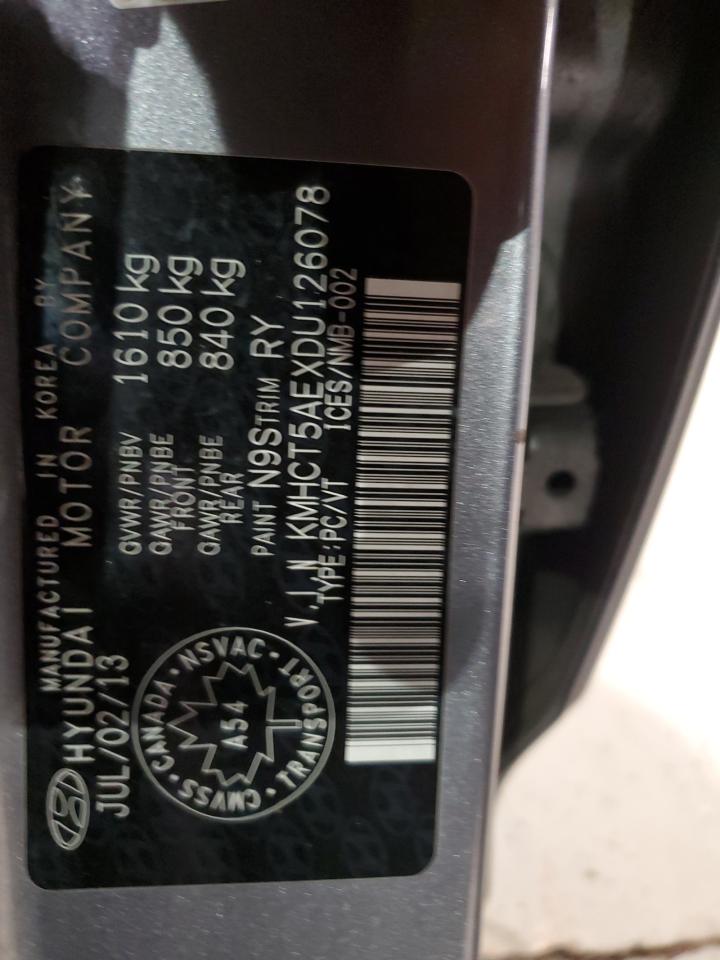 MANUFACTURED IN KOREA BY
HYUNDAI MOTOR COMPANY
JUL/02/13
GVWR/PNBV 1610 kg
GAWR/PNBE FRONT 850 kg
GAWR/PNBE REAR 840 kg
PAINT N9S TRIM RY
V.I.N KMHCT5AEXDU126078
TYPE:PC/VT ICES/NMB-002
CMVSS · CANADA · NSVAC · TRANSPORT
A54